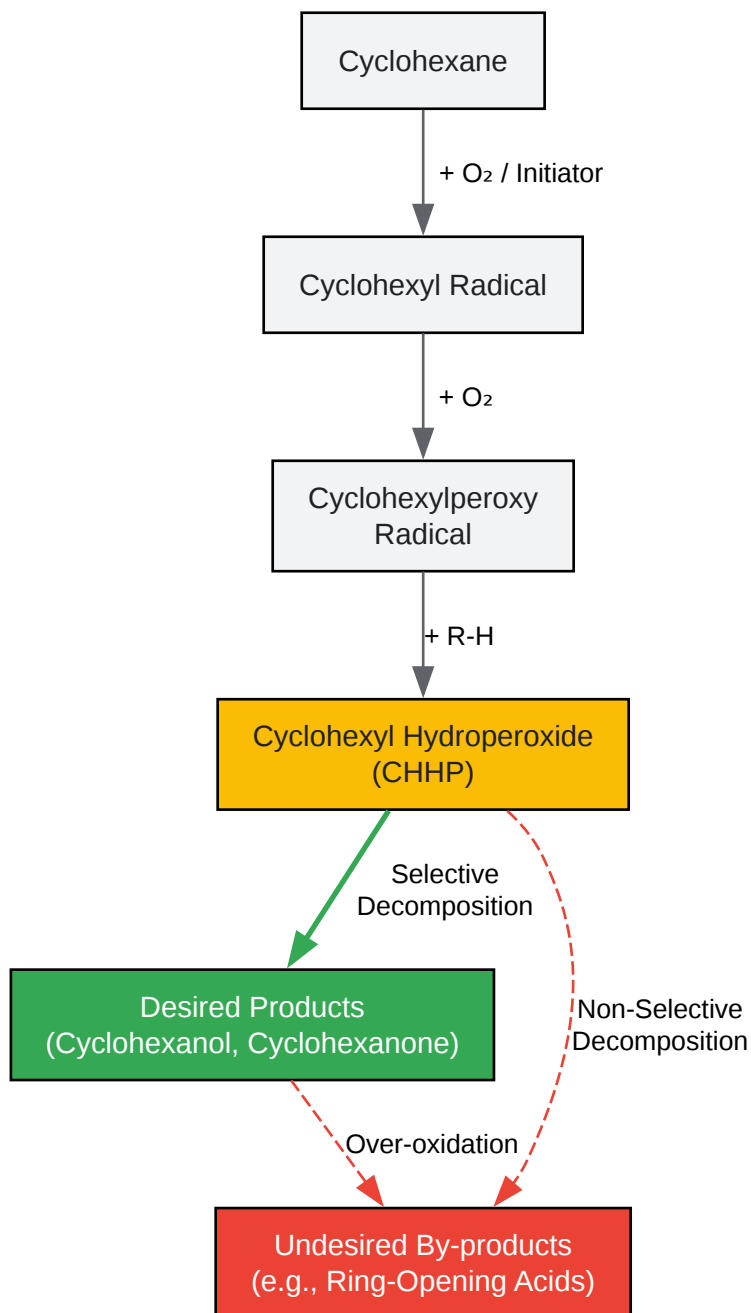 Cyclohexane
+ O₂ / Initiator
Cyclohexyl Radical
+ O₂
Cyclohexylperoxy
Radical
+ R-H
Cyclohexyl Hydroperoxide
(CHHP)
Selective
Decomposition
Desired Products
(Cyclohexanol, Cyclohexanone)
Non-Selective
Decomposition
Over-oxidation
Undesired By-products
(e.g., Ring-Opening Acids)